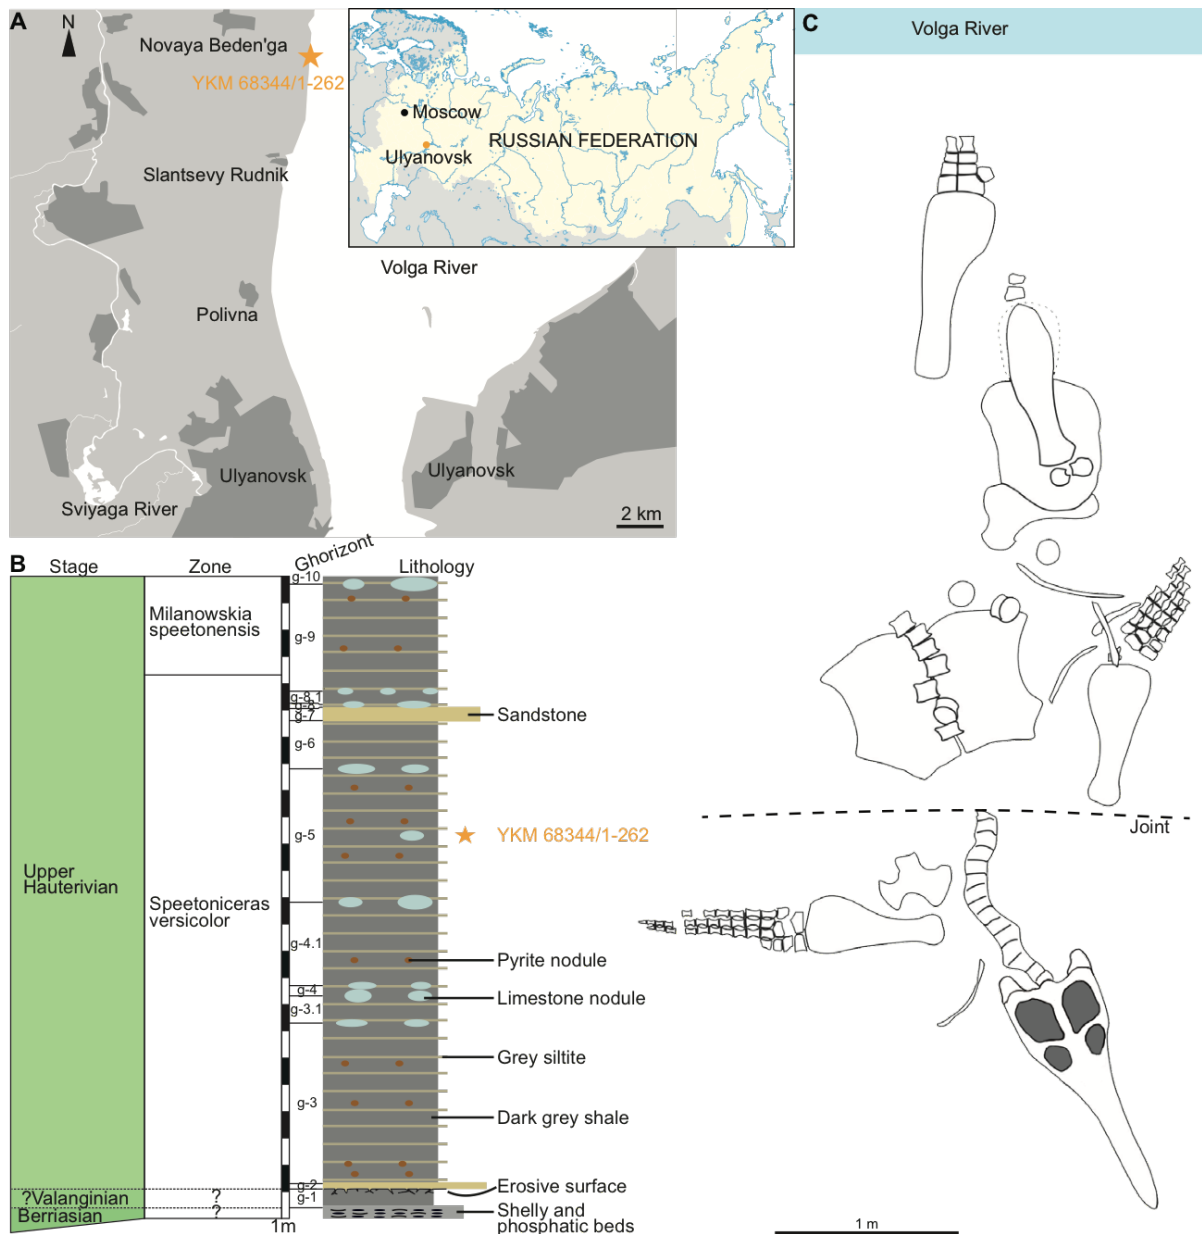 A
N
Novaya Beden'ga
YKM 68344/1-262
Slantsevy Rudnik
Polivna
Ulyanovsk
Sviyaga River
Volga River
Ulyanovsk
2 km
Moscow
RUSSIAN FEDERATION
Ulyanovsk
B
Stage
Zone
Ghorizont
Lithology
Upper
Hauterivian
?Valanginian
Berriasian
Milanowskia
speetonensis
Speetoniceras
versicolor
?
?
1m
g-10
g-9
g-8.1
g-8
g-7
g-6
g-5
g-4.1
g-4
g-3.1
g-3
g-2
g-1
Sandstone
YKM 68344/1-262
Pyrite nodule
Limestone nodule
Grey siltite
Dark grey shale
Erosive surface
Shelly and
phosphatic beds
C
Volga River
Joint
1 m